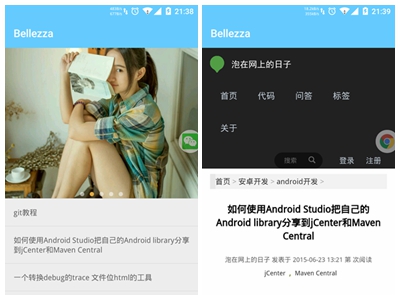 21:38
Bellezza
git教程
如何使用Android Studio把自己的Android library分享
到jCenter和Maven Central
一个转换debug的trace 文件位html的工具
21:39
Bellezza
泡在网上的日子
首页 代码 问答 标签
关于
搜索 登录 注册
首页 > 安卓开发 > android开发 >
如何使用Android Studio把自己的
Android library分享到jCenter和Maven
Central
泡在网上的日子 发表于 2015-06-23 13:21 第 次阅读
jCenter , Maven Central